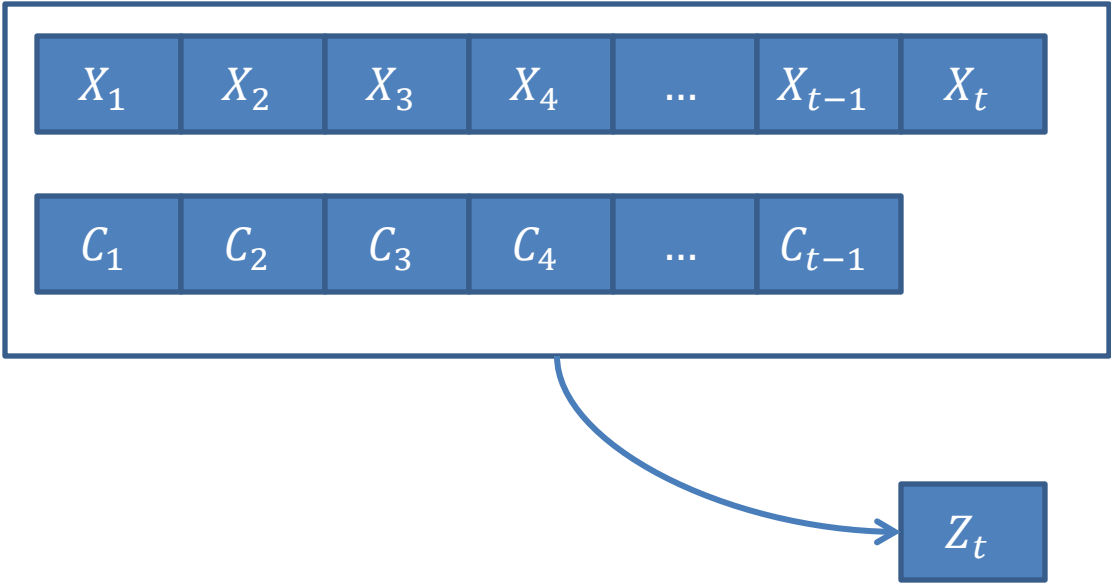 X₁ X₂ X₃ X₄ ... Xₜ₋₁ Xₜ
C₁ C₂ C₃ C₄ ... Cₜ₋₁
Zₜ